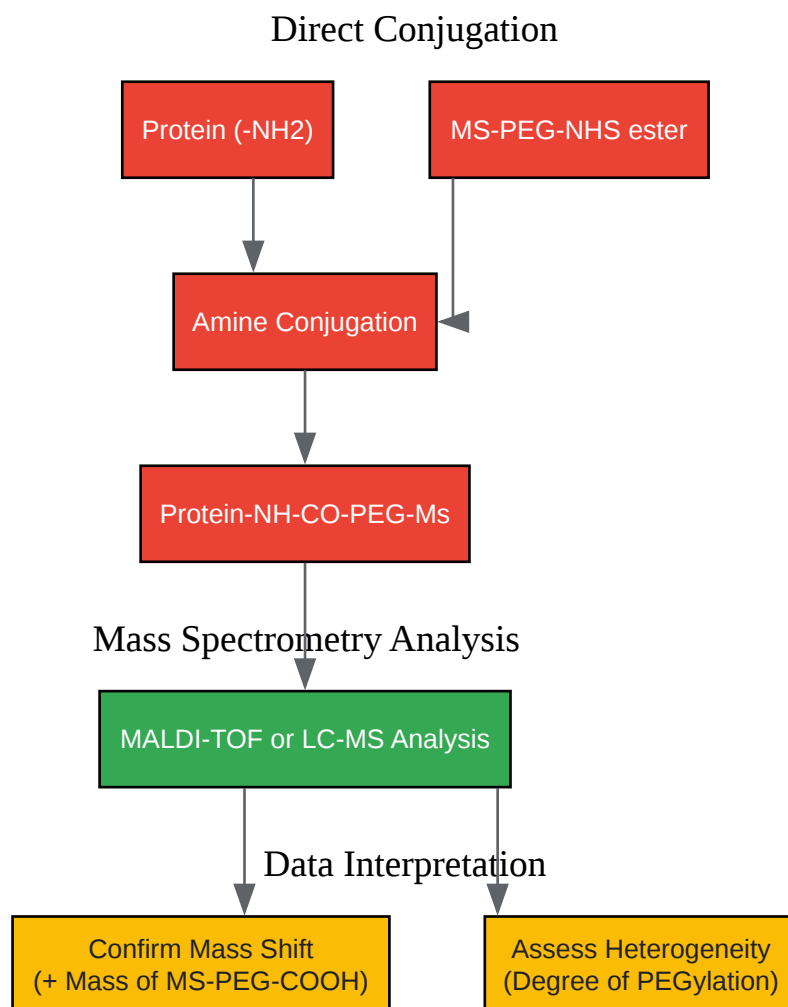 Direct Conjugation
Protein (-NH2)
MS-PEG-NHS ester
Amine Conjugation
Protein-NH-CO-PEG-Ms
Mass Spectrometry Analysis
MALDI-TOF or LC-MS Analysis
Data Interpretation
Confirm Mass Shift
(+ Mass of MS-PEG-COOH)
Assess Heterogeneity
(Degree of PEGylation)